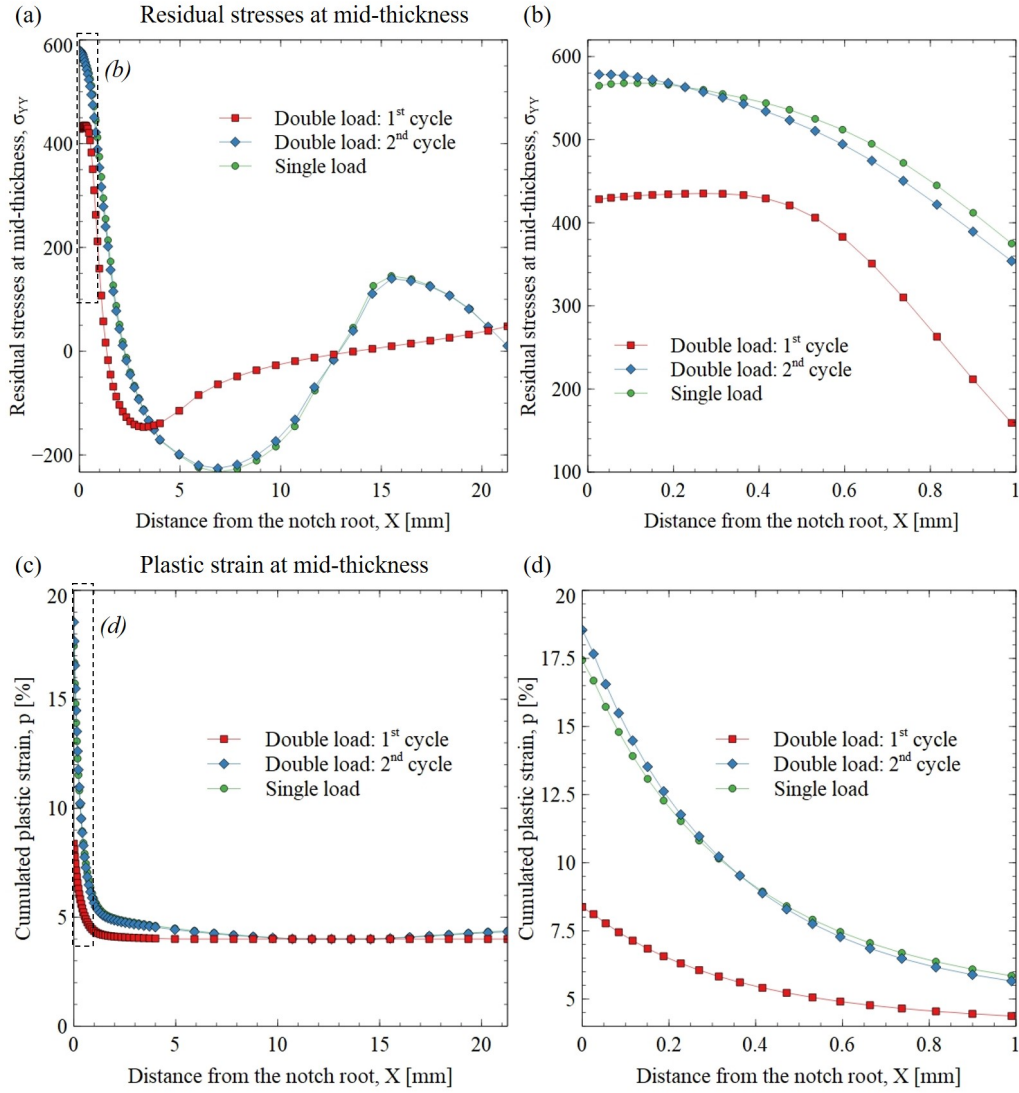 (a) Residual stresses at mid-thickness (b)
600
400
200
0
−200
Residual stresses at mid-thickness, σYY
(b)
Double load: 1st cycle
Double load: 2nd cycle
Single load
0 5 10 15 20
Distance from the notch root, X [mm]
600
500
400
300
200
100
Residual stresses at mid-thickness, σYY
Double load: 1st cycle
Double load: 2nd cycle
Single load
0 0.2 0.4 0.6 0.8 1
Distance from the notch root, X [mm]
(c) Plastic strain at mid-thickness (d)
20
15
10
5
0
Cumulated plastic strain, p [%]
(d)
Double load: 1st cycle
Double load: 2nd cycle
Single load
0 5 10 15 20
Distance from the notch root, X [mm]
20
17.5
15
12.5
10
7.5
5
Cumulated plastic strain, p [%]
Double load: 1st cycle
Double load: 2nd cycle
Single load
0 0.2 0.4 0.6 0.8 1
Distance from the notch root, X [mm]